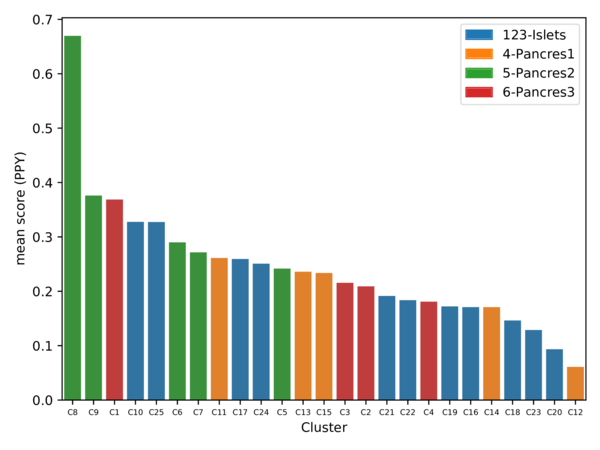 0.7
0.6
0.5
0.4
0.3
0.2
0.1
0.0
mean score (PPY)
123-Islets
4-Pancres1
5-Pancres2
6-Pancres3
C8 C9 C1 C10 C25 C6 C7 C11 C17 C24 C5 C13 C15 C3 C2 C21 C22 C4 C19 C16 C14 C18 C23 C20 C12
Cluster